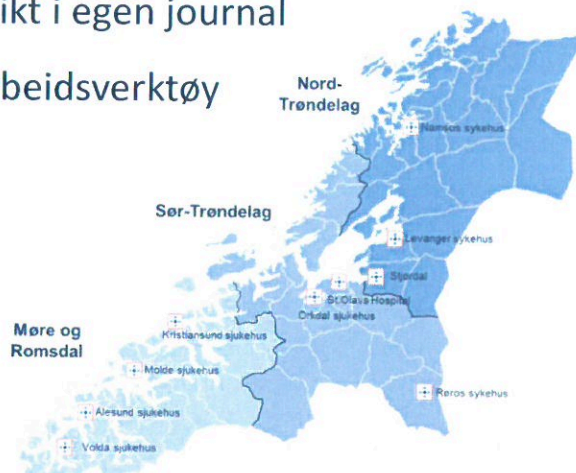 ikt i egen journal
beidsverktøy
Nord-
Trøndelag
Namsos sykehus
Sør-Trøndelag
Levanger sykehus
Stjørdal
St.Olavs Hospital
Orkdal sjukehus
Møre og
Romsdal
Kristiansund sjukehus
Molde sjukehus
Røros sykehus
Ålesund sjukehus
Volda sjukehus